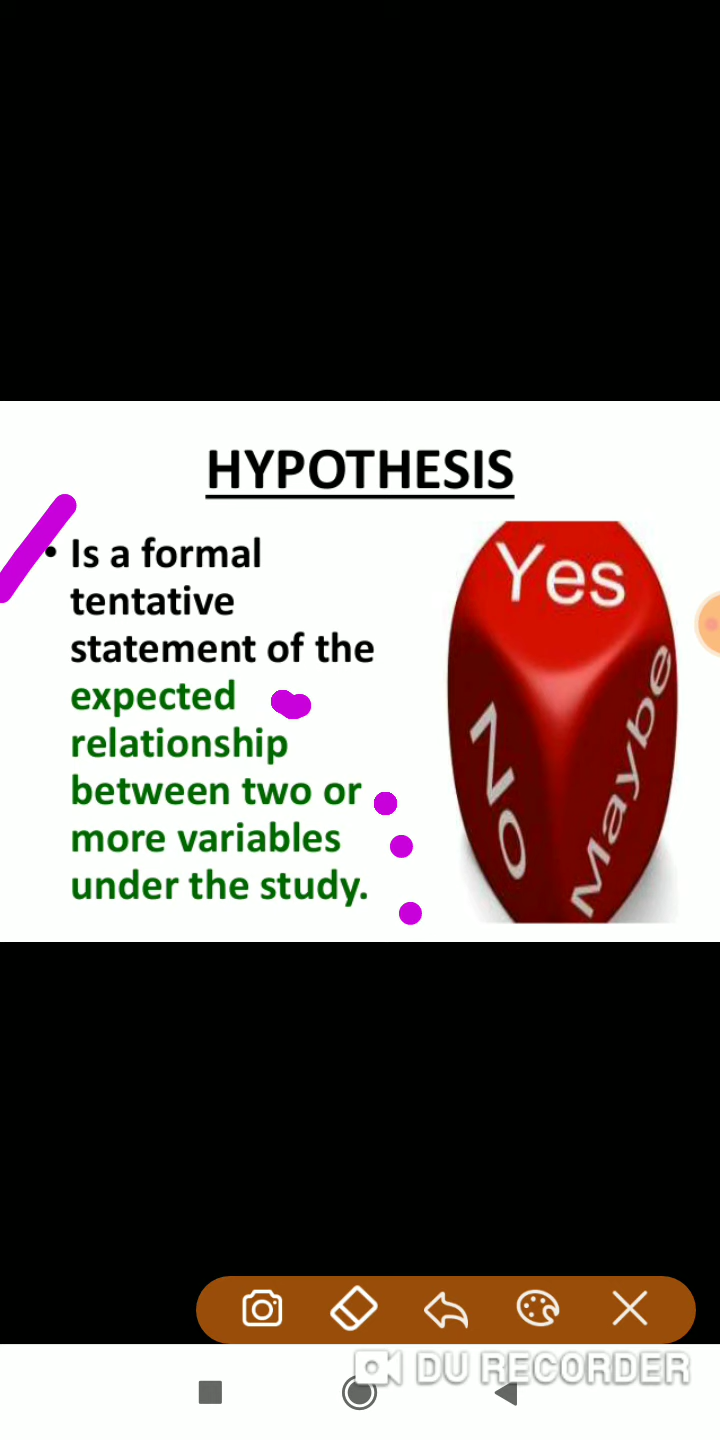 HYPOTHESIS
• Is a formal
tentative
statement of the
expected
relationship
between two or
more variables
under the study.
Yes
No
Maybe
DU RECORDER